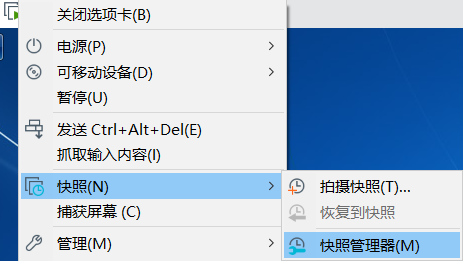 关闭选项卡(B)
电源(P)
可移动设备(D)
暂停(U)
发送 Ctrl+Alt+Del(E)
抓取输入内容(I)
快照(N)
捕获屏幕 (C)
管理(M)
拍摄快照(T)...
恢复到快照
快照管理器(M)